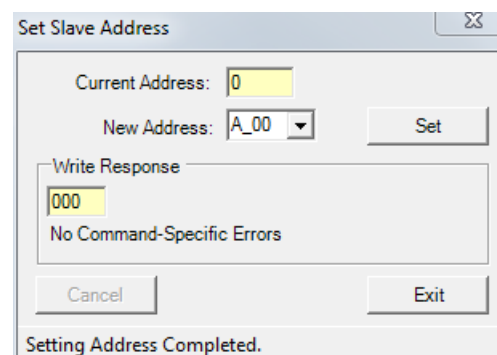 Set Slave Address
Current Address: 0
New Address: A_00
Set
Write Response
000
No Command-Specific Errors
Cancel
Exit
Setting Address Completed.